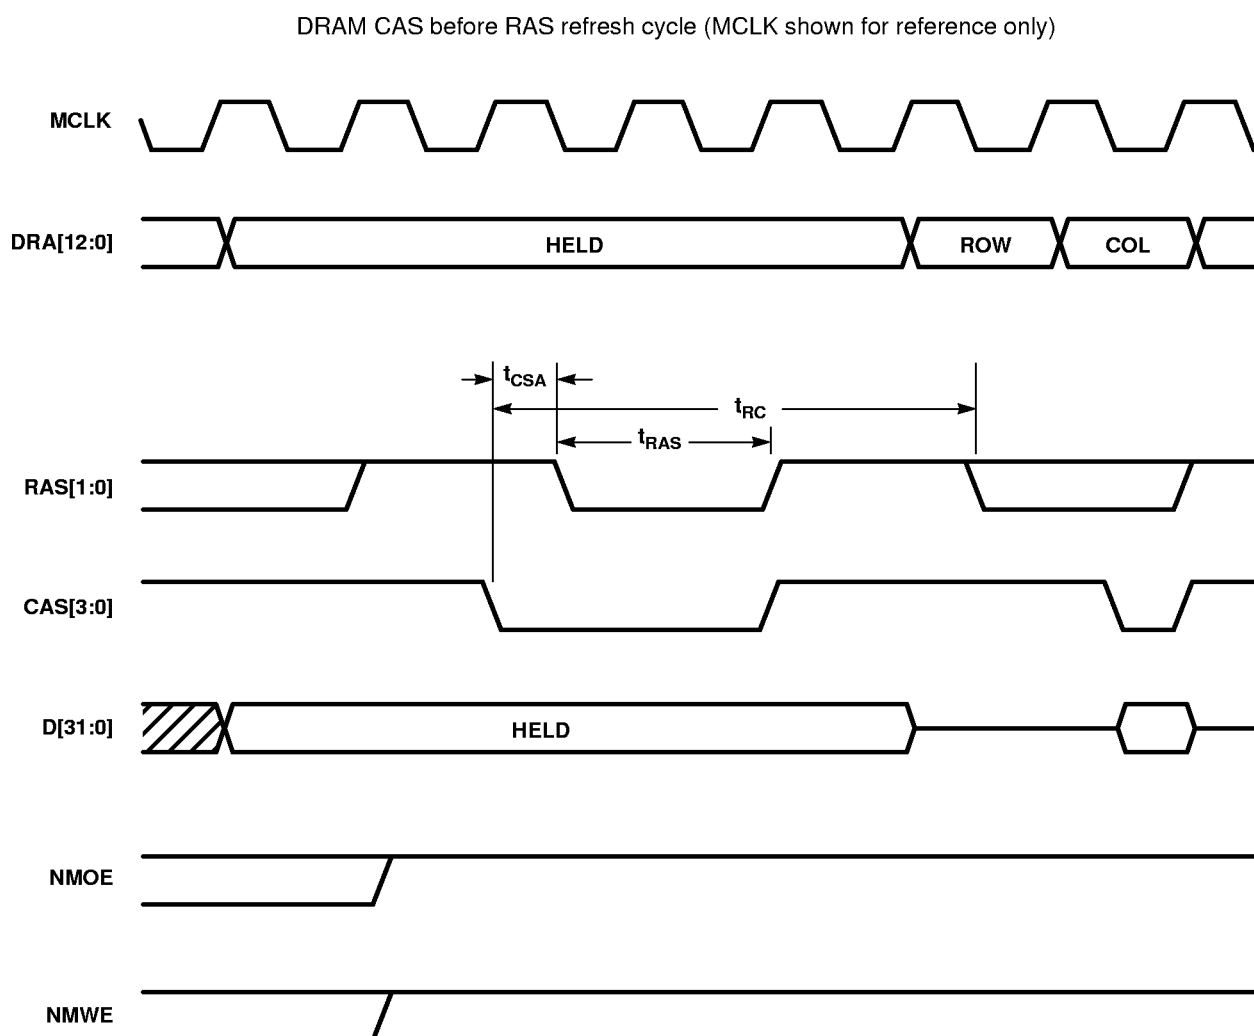 DRAM CAS before RAS refresh cycle (MCLK shown for reference only)
MCLK
DRA[12:0]
HELD
ROW
COL
tCSA
tRC
tRAS
RAS[1:0]
CAS[3:0]
D[31:0]
HELD
NMOE
NMWE